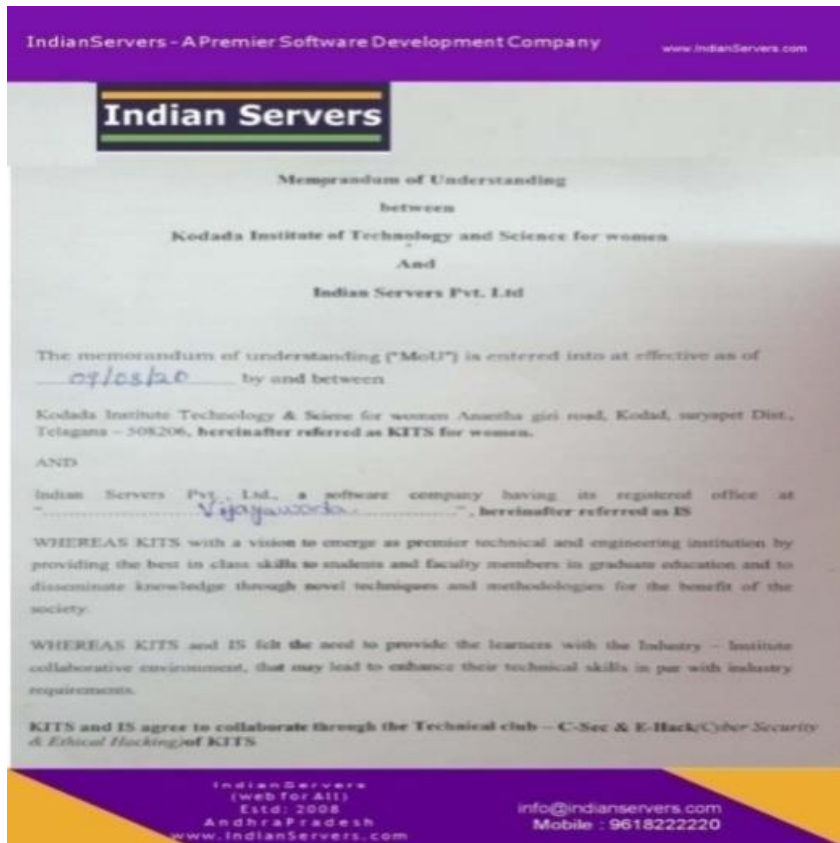 IndianServers - A Premier Software Development Company
www.IndianServers.com
Indian Servers
Memorandum of Understanding
between
Kodada Institute of Technology and Science for women
And
Indian Servers Pvt. Ltd
The memorandum of understanding ("MoU") is entered into at effective as of
by and between
Kodada Institute Technology & Sciene for women Anantha giri road, Kodad, suryapet Dist.,
Telagana – 508206, hereinafter referred as KITS for women.
AND
Indian Servers Pvt. Ltd., a software company having its registered office at
"Vijayawada.", hereinafter referred as IS
WHEREAS KITS with a vision to emerge as premier technical and engineering institution by
providing the best in class skills to students and faculty members in graduate education and to
disseminate knowledge through novel techniques and methodologies for the benefit of the
society.
WHEREAS KITS and IS felt the need to provide the learners with the Industry – Institute
collaborative environment, that may lead to enhance their technical skills in par with industry
requirements.
KITS and IS agree to collaborate through the Technical club – C-Sec & E-Hack(Cyber Security
& Ethical Hacking)of KITS
IndianServers
(web for All)
Estd: 2008
AndhraPradesh
www.IndianServers.com
info@indianservers.com
Mobile : 9618222220